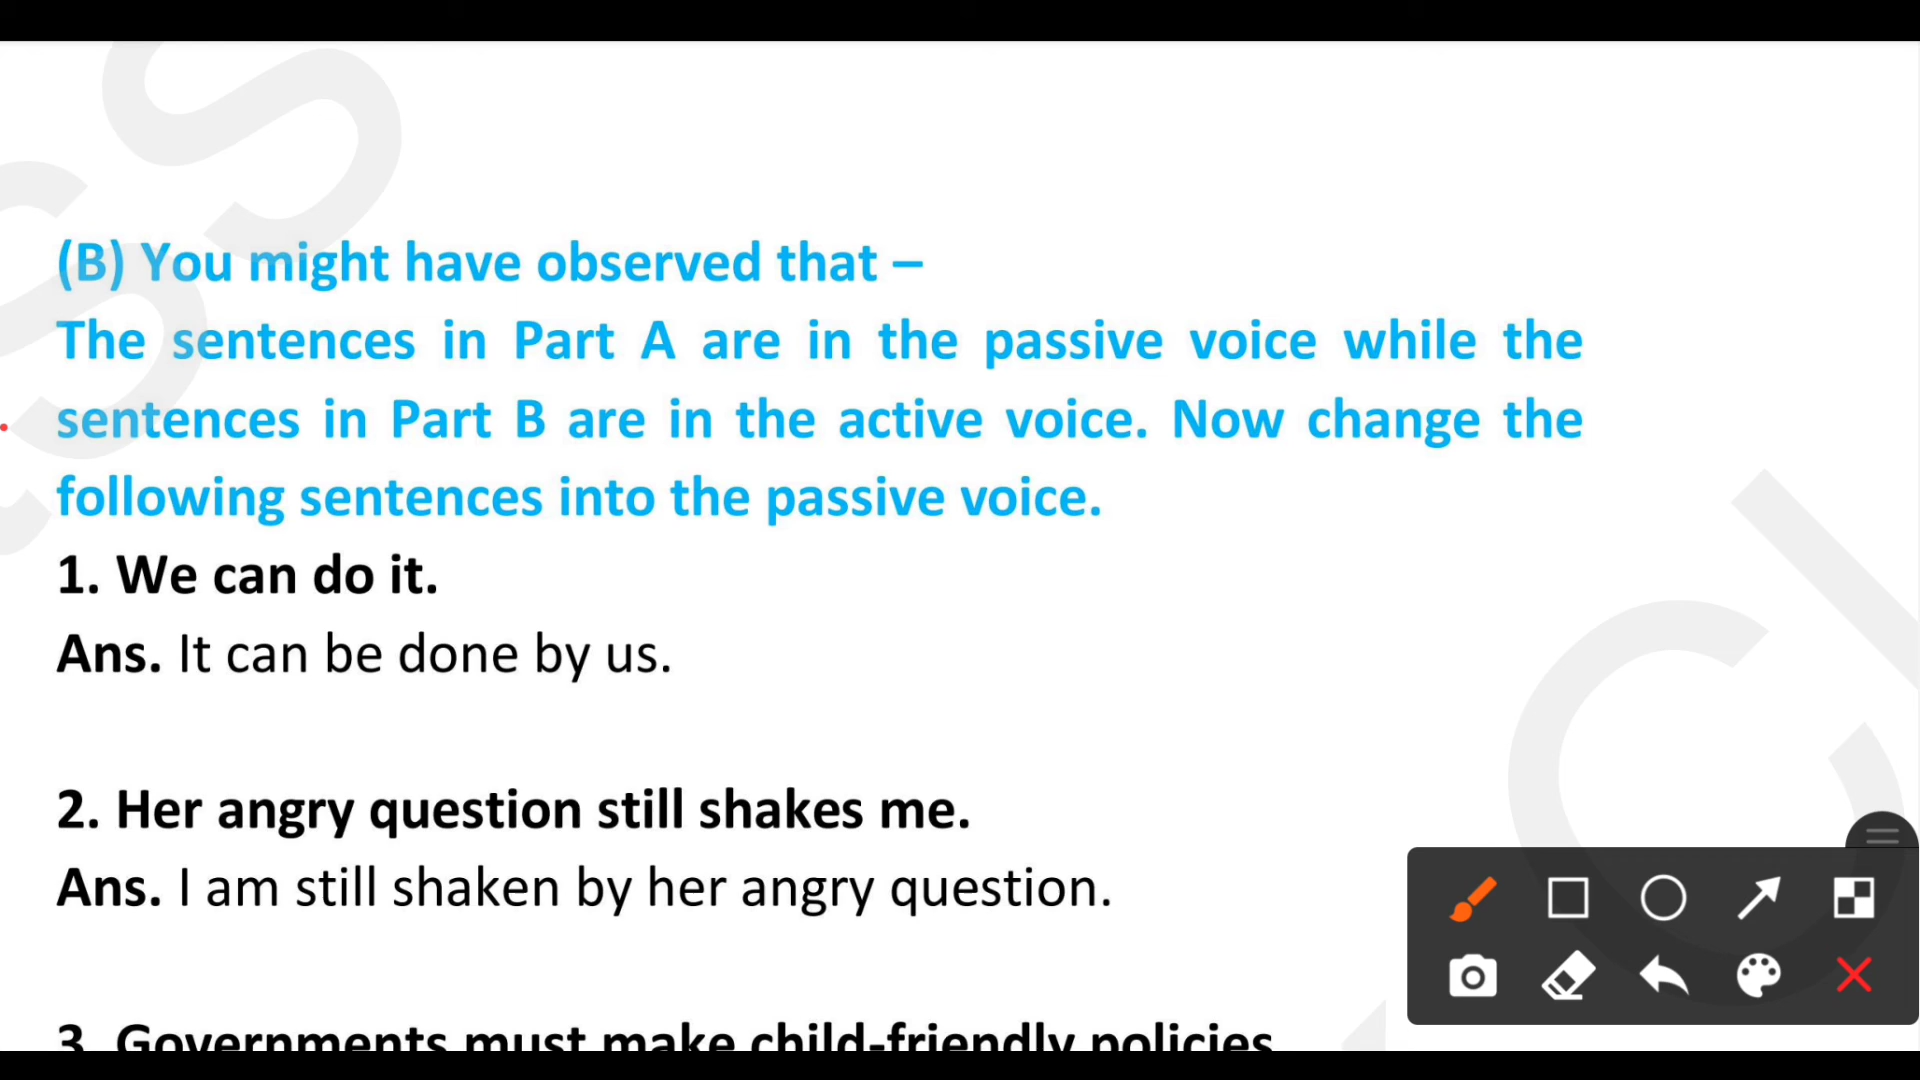 (B) You might have observed that –
The sentences in Part A are in the passive voice while the
sentences in Part B are in the active voice. Now change the
following sentences into the passive voice.
1. We can do it.
Ans. It can be done by us.
2. Her angry question still shakes me.
Ans. I am still shaken by her angry question.
3. Governments must make child-friendly policies